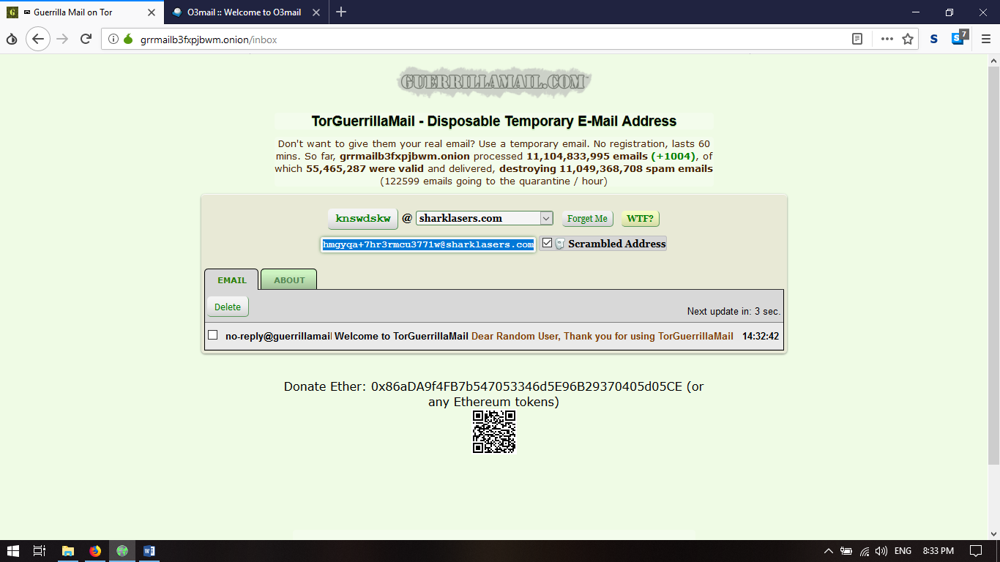 Guerrilla Mail on Tor
O3mail :: Welcome to O3mail
grrmailb3fxpjbwm.onion/inbox
S
S 7
GUERRILLAMAIL.COM
TorGuerrillaMail - Disposable Temporary E-Mail Address
Don't want to give them your real email? Use a temporary email. No registration, lasts 60
mins. So far, grrmailb3fxpjbwm.onion processed 11,104,833,995 emails (+1004), of
which 55,465,287 were valid and delivered, destroying 11,049,368,708 spam emails
(122599 emails going to the quarantine / hour)
knswdskw @ sharklasers.com Forget Me WTF?
hmgyqa+7hr3rmcu3771w@sharklasers.com Scrambled Address
EMAIL ABOUT
Delete
Next update in: 3 sec.
no-reply@guerrillamail Welcome to TorGuerrillaMail Dear Random User, Thank you for using TorGuerrillaMail 14:32:42
Donate Ether: 0x86aDA9f4FB7b547053346d5E96B29370405d05CE (or
any Ethereum tokens)
ENG 8:33 PM